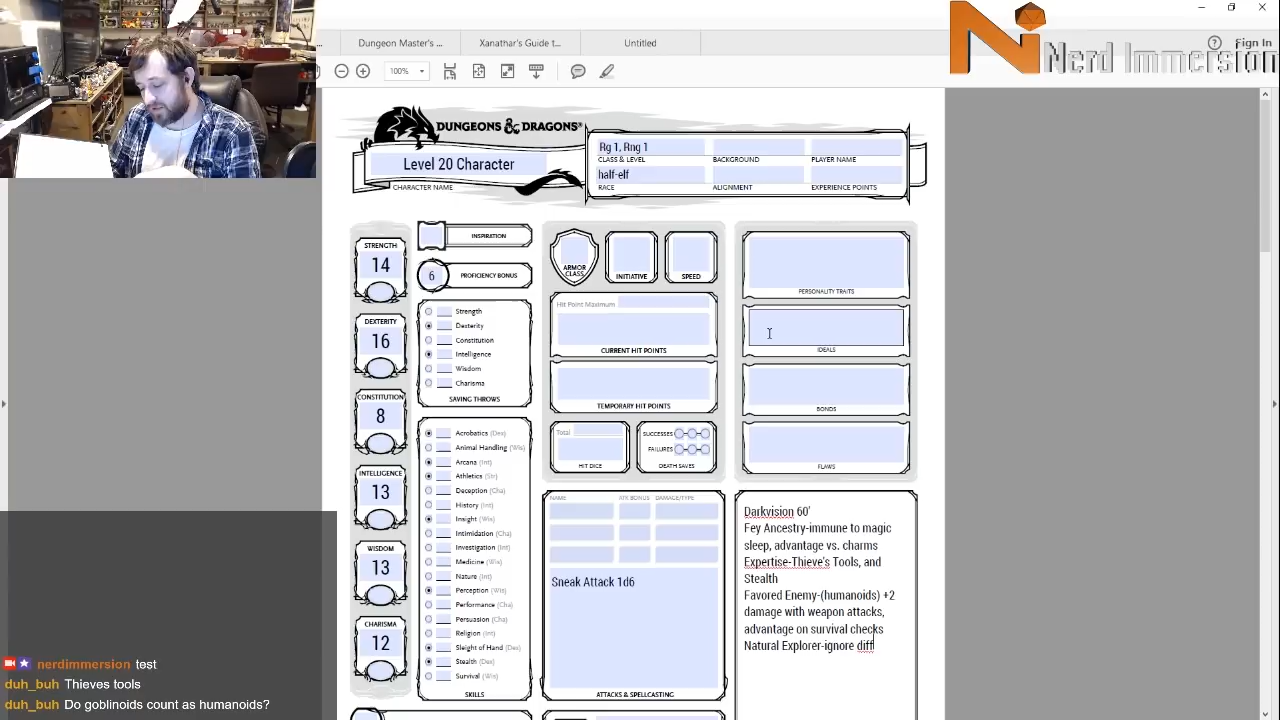 Dungeon Master's ...
Xanathar's Guide t...
Untitled
Nerd Immersion
Sign In
100%
DUNGEONS & DRAGONS®
Level 20 Character
CHARACTER NAME
Rg 1, Rng 1
CLASS & LEVEL
BACKGROUND
PLAYER NAME
half-elf
RACE
ALIGNMENT
EXPERIENCE POINTS
STRENGTH
14
DEXTERITY
16
CONSTITUTION
8
INTELLIGENCE
13
WISDOM
13
CHARISMA
12
INSPIRATION
6
PROFICIENCY BONUS
Strength
Dexterity
Constitution
Intelligence
Wisdom
Charisma
SAVING THROWS
Acrobatics (Dex)
Animal Handling (Wis)
Arcana (Int)
Athletics (Str)
Deception (Cha)
History (Int)
Insight (Wis)
Intimidation (Cha)
Investigation (Int)
Medicine (Wis)
Nature (Int)
Perception (Wis)
Performance (Cha)
Persuasion (Cha)
Religion (Int)
Sleight of Hand (Dex)
Stealth (Dex)
Survival (Wis)
SKILLS
ARMOR
CLASS
INITIATIVE
SPEED
Hit Point Maximum
CURRENT HIT POINTS
TEMPORARY HIT POINTS
Total
HIT DICE
SUCCESSES
FAILURES
DEATH SAVES
NAME
ATK BONUS
DAMAGE/TYPE
Sneak Attack 1d6
ATTACKS & SPELLCASTING
PERSONALITY TRAITS
IDEALS
BONDS
FLAWS
Darkvision 60'
Fey Ancestry-immune to magic
sleep, advantage vs. charms
Expertise-Thieve's Tools, and
Stealth
Favored Enemy-(humanoids) +2
damage with weapon attacks,
advantage on survival checks
Natural Explorer-ignore diff
nerdimmersion test
duh_buh Thieves tools
duh_buh Do goblinoids count as humanoids?